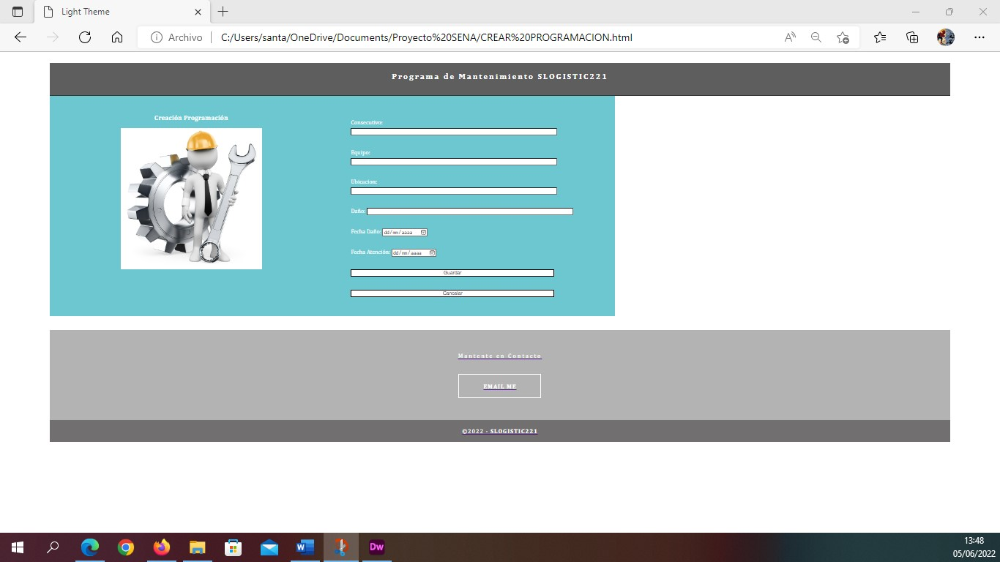 Light Theme
Archivo
C:/Users/santa/OneDrive/Documents/Proyecto%20SENA/CREAR%20PROGRAMACION.html
Programa de Mantenimiento SLOGISTIC221
Creación Programación
Consecutivo:
Equipo:
Ubicacion:
Daño:
Fecha Daño: dd/mm/aaaa
Fecha Atención: dd/mm/aaaa
Guardar
Cancelar
Mantente en Contacto
EMAIL ME
©2022 - SLOGISTIC221
W
Dw
13:48
05/06/2022